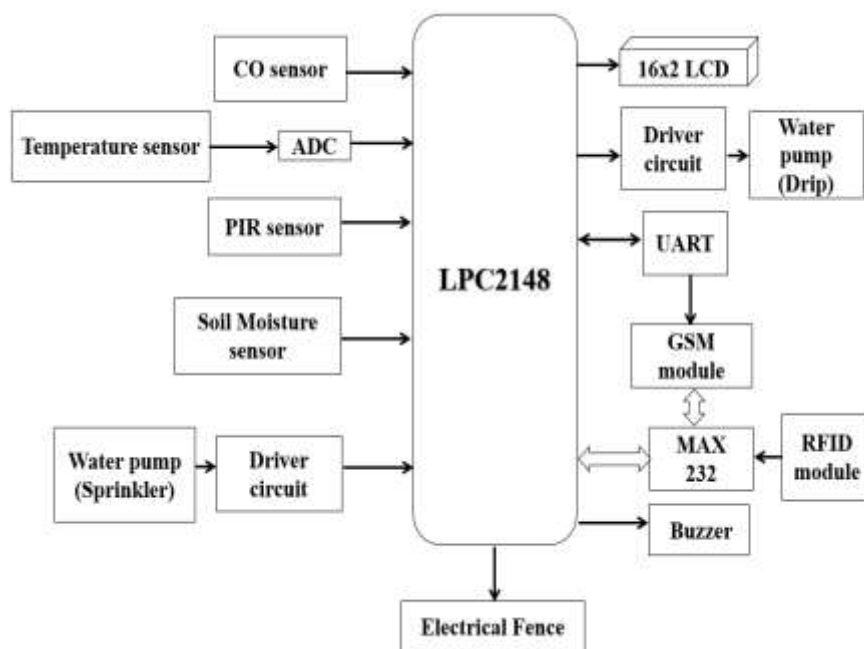 CO sensor
Temperature sensor
ADC
PIR sensor
Soil Moisture
sensor
Water pump
(Sprinkler)
Driver
circuit
LPC2148
16x2 LCD
Driver
circuit
Water
pump
(Drip)
UART
GSM
module
MAX
232
RFID
module
Buzzer
Electrical Fence